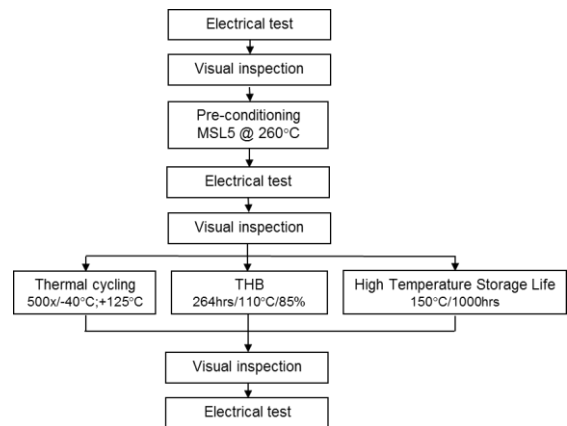 Electrical test
Visual inspection
Pre-conditioning
MSL5 @ 260°C
Electrical test
Visual inspection
Thermal cycling
500x/-40°C;+125°C
THB
264hrs/110°C/85%
High Temperature Storage Life
150°C/1000hrs
Visual inspection
Electrical test